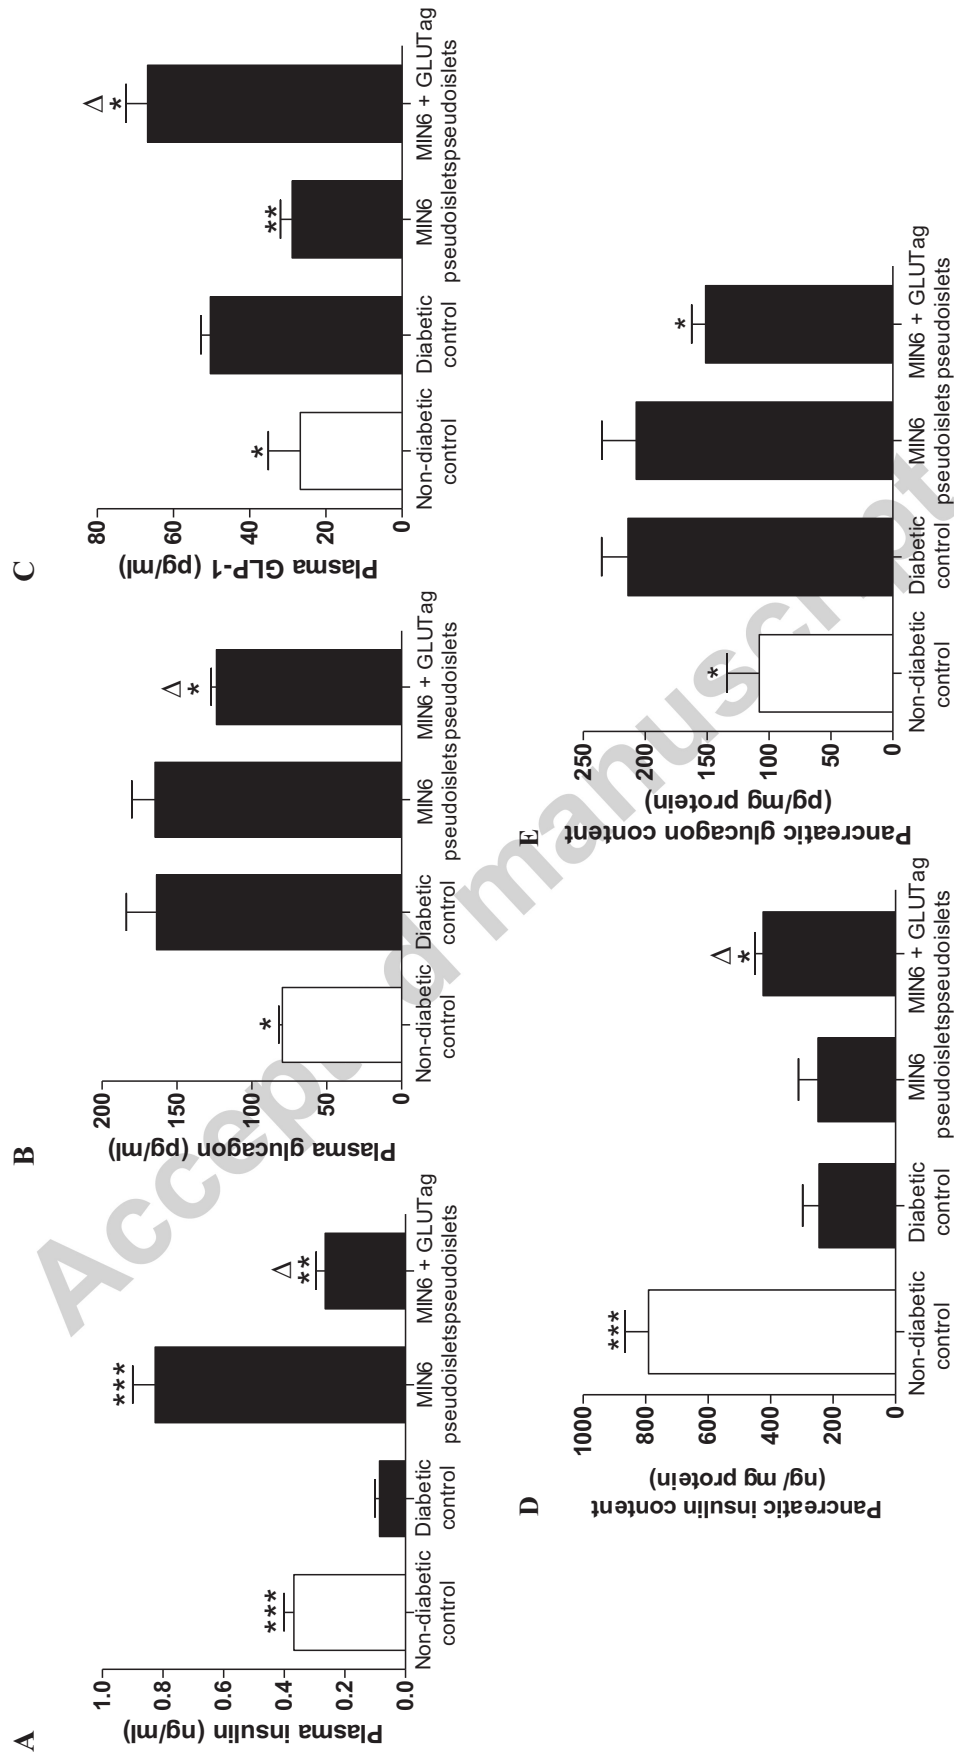 A
Plasma insulin (ng/ml)
1.0
0.8
0.6
0.4
0.2
0.0
***
***
Δ
**
Non-diabetic
control
Diabetic
control
MIN6
pseudoislets
MIN6 + GLUTag
pseudoislets
B
Plasma glucagon (pg/ml)
200
150
100
50
0
*
Δ
*
Non-diabetic
control
Diabetic
control
MIN6
pseudoislets
MIN6 + GLUTag
pseudoislets
C
Plasma GLP-1 (pg/ml)
80
60
40
20
0
*
**
Δ
*
Non-diabetic
control
Diabetic
control
MIN6
pseudoislets
MIN6 + GLUTag
pseudoislets
D
Pancreatic insulin content
(ng/ mg protein)
1000
800
600
400
200
0
***
Δ
*
Non-diabetic
control
Diabetic
control
MIN6
pseudoislets
MIN6 + GLUTag
pseudoislets
E
Pancreatic glucagon content
(pg/mg protein)
250
200
150
100
50
0
*
*
Non-diabetic
control
Diabetic
control
MIN6
pseudoislets
MIN6 + GLUTag
pseudoislets
Accepted manuscript